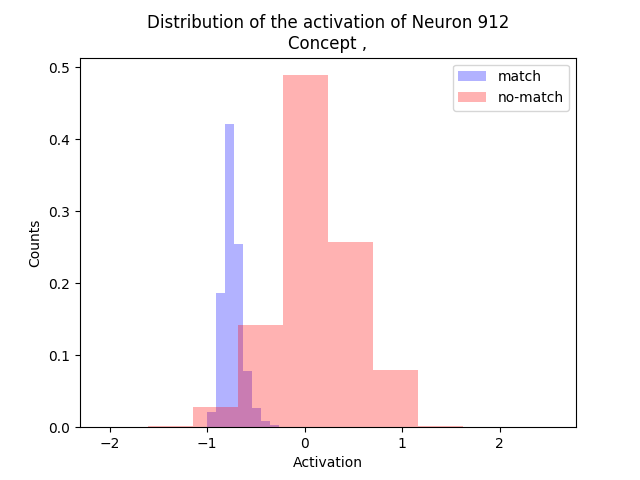 Distribution of the activation of Neuron 912
Concept ,
match
no-match
Counts
0.5
0.4
0.3
0.2
0.1
0.0
−2
−1
0
1
2
Activation